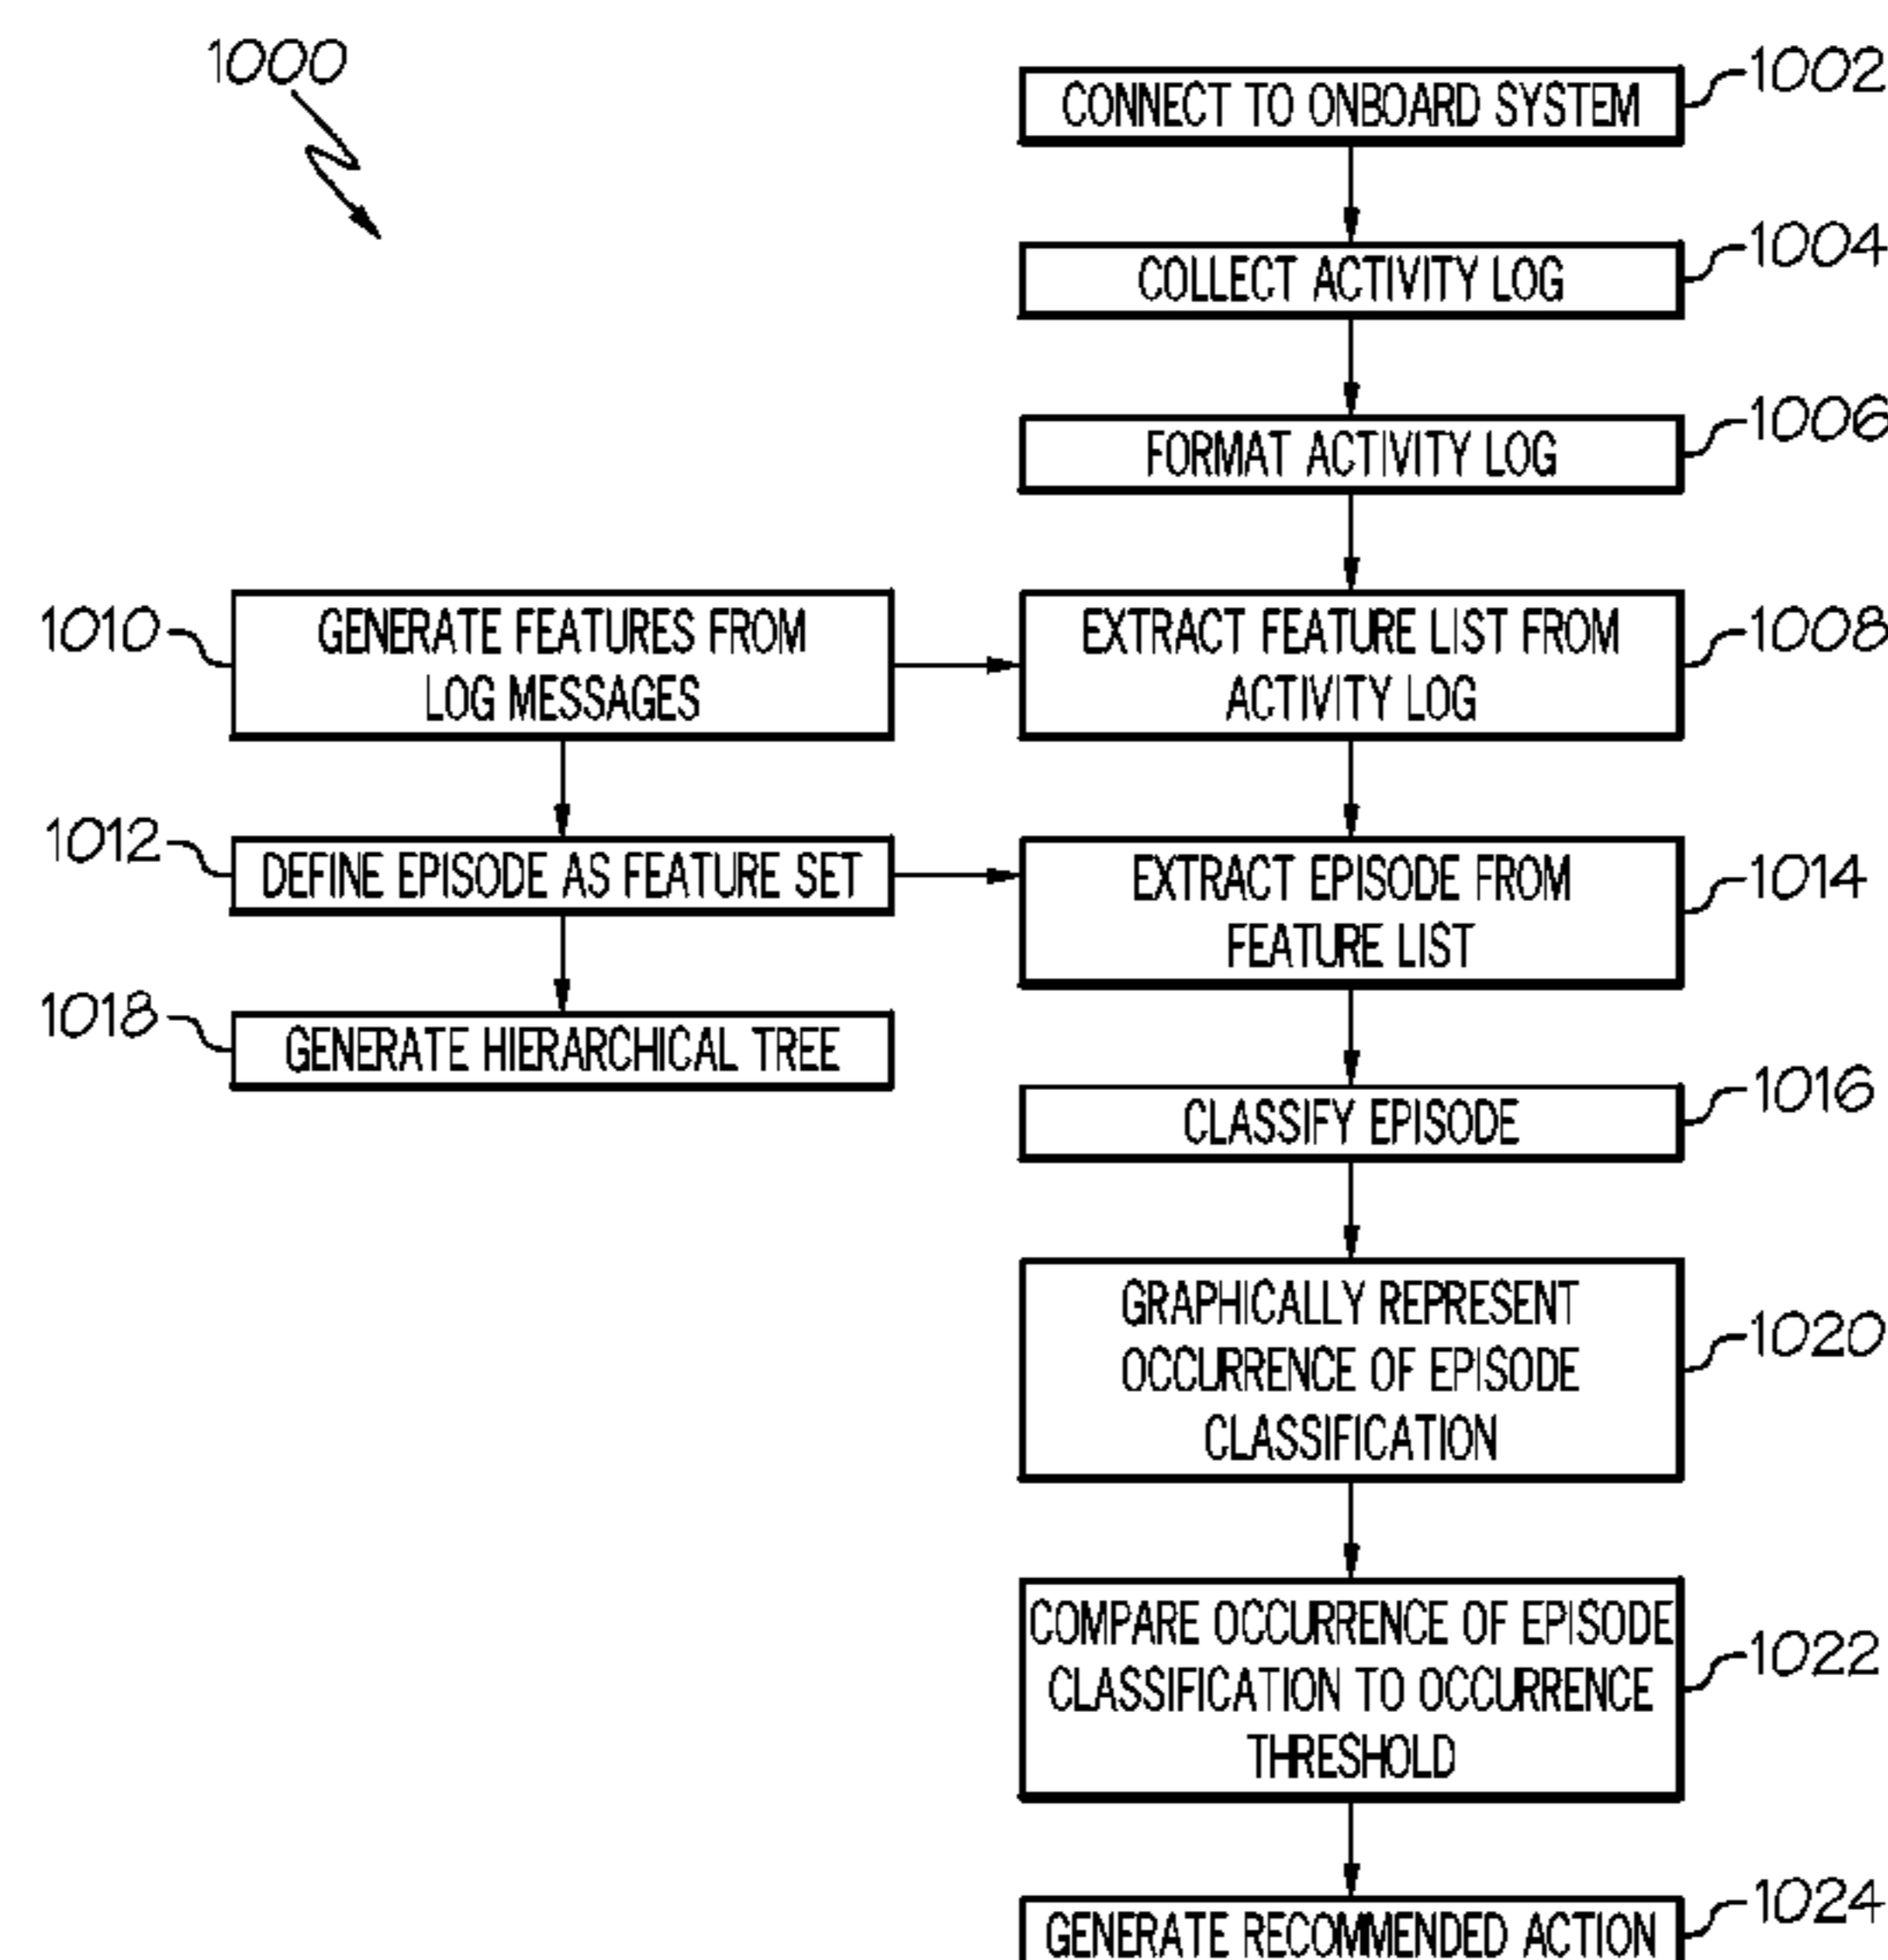 1000
CONNECT TO ONBOARD SYSTEM
1002
COLLECT ACTIVITY LOG
1004
FORMAT ACTIVITY LOG
1006
1010
GENERATE FEATURES FROM
LOG MESSAGES
EXTRACT FEATURE LIST FROM
ACTIVITY LOG
1008
1012
DEFINE EPISODE AS FEATURE SET
EXTRACT EPISODE FROM
FEATURE LIST
1014
1018
GENERATE HIERARCHICAL TREE
CLASSIFY EPISODE
1016
GRAPHICALLY REPRESENT
OCCURRENCE OF EPISODE
CLASSIFICATION
1020
COMPARE OCCURRENCE OF EPISODE
CLASSIFICATION TO OCCURRENCE
THRESHOLD
1022
GENERATE RECOMMENDED ACTION
1024